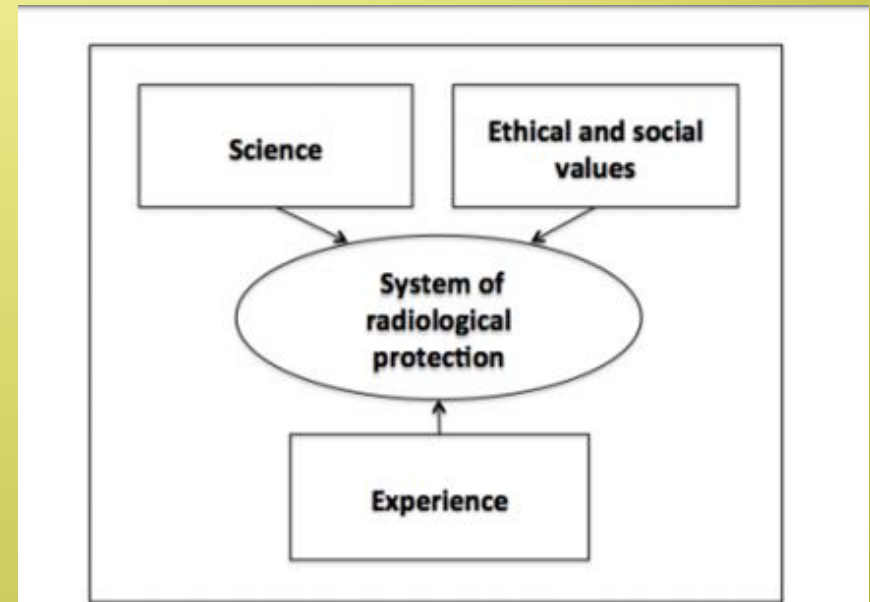 Science
Ethical and social
values
System of
radiological
protection
Experience